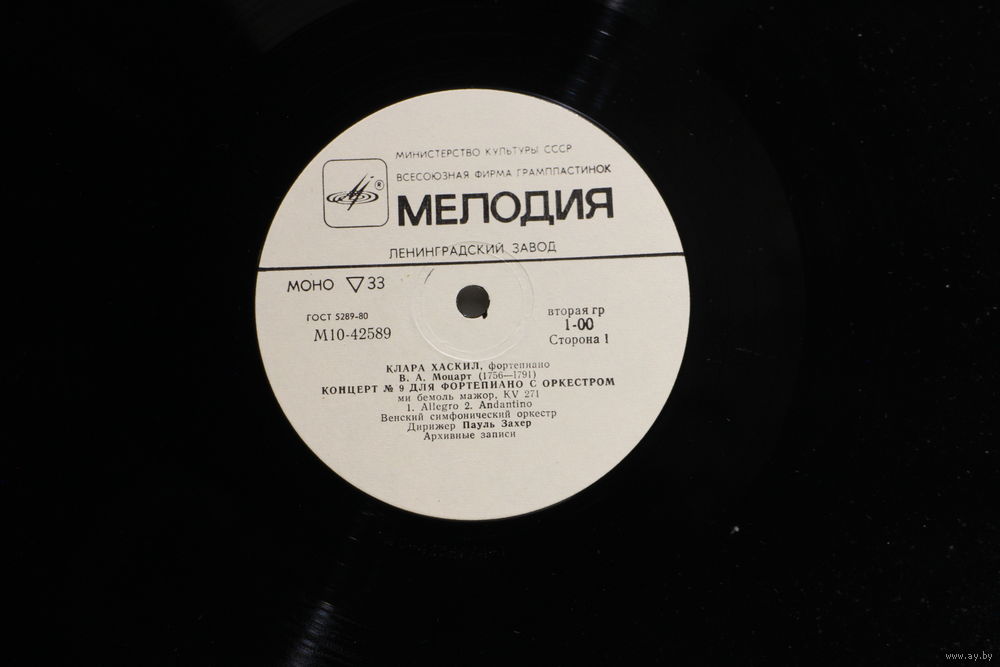 МИНИСТЕРСТВО КУЛЬТУРЫ СССР
ВСЕСОЮЗНАЯ ФИРМА ГРАМПЛАСТИНОК
®
МЕЛОДИЯ
ЛЕНИНГРАДСКИЙ ЗАВОД
МОНО ▽33
ГОСТ 5289-80
М10-42589
вторая гр
1-00
Сторона 1
КЛАРА ХАСКИЛ, фортепиано
В. А. Моцарт (1756—1791)
КОНЦЕРТ № 9 ДЛЯ ФОРТЕПИАНО С ОРКЕСТРОМ
ми бемоль мажор, KV 271
1. Allegro 2. Andantino
Венский симфонический оркестр
Дирижер Пауль Захер
Архивные записи
www.ay.by